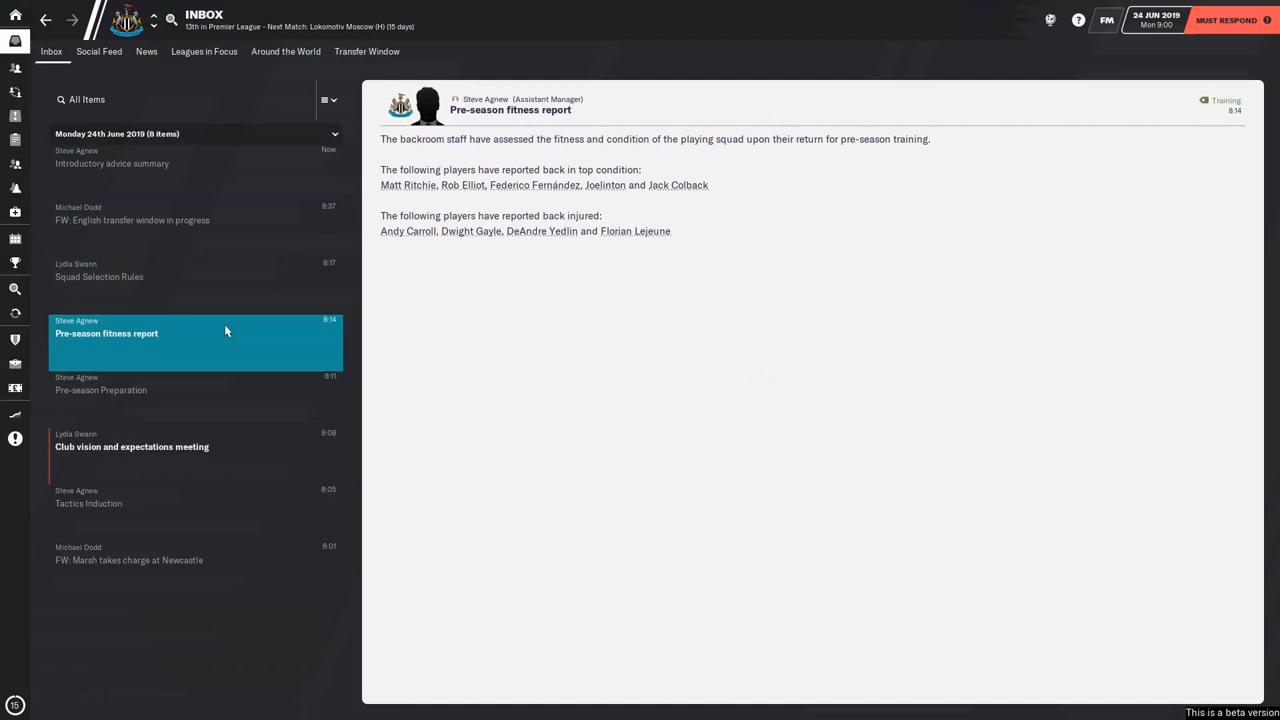 INBOX
13th in Premier League - Next Match: Lokomotiv Moscow (H) (15 days)
FM
24 JUN 2019
Mon 9:00
MUST RESPOND
Inbox Social Feed News Leagues in Focus Around the World Transfer Window
All Items
Monday 24th June 2019 (8 items)
Steve Agnew Now
Introductory advice summary
Michael Dodd 8:37
FW: English transfer window in progress
Lydia Swann 8:17
Squad Selection Rules
Steve Agnew 8:14
Pre-season fitness report
Steve Agnew 8:11
Pre-season Preparation
Lydia Swann 8:08
Club vision and expectations meeting
Steve Agnew 8:05
Tactics Induction
Michael Dodd 8:01
FW: Marsh takes charge at Newcastle
15
Steve Agnew (Assistant Manager)
Pre-season fitness report
Training
8:14
The backroom staff have assessed the fitness and condition of the playing squad upon their return for pre-season training.
The following players have reported back in top condition:
Matt Ritchie, Rob Elliot, Federico Fernández, Joelinton and Jack Colback
The following players have reported back injured:
Andy Carroll, Dwight Gayle, DeAndre Yedlin and Florian Lejeune
This is a beta version